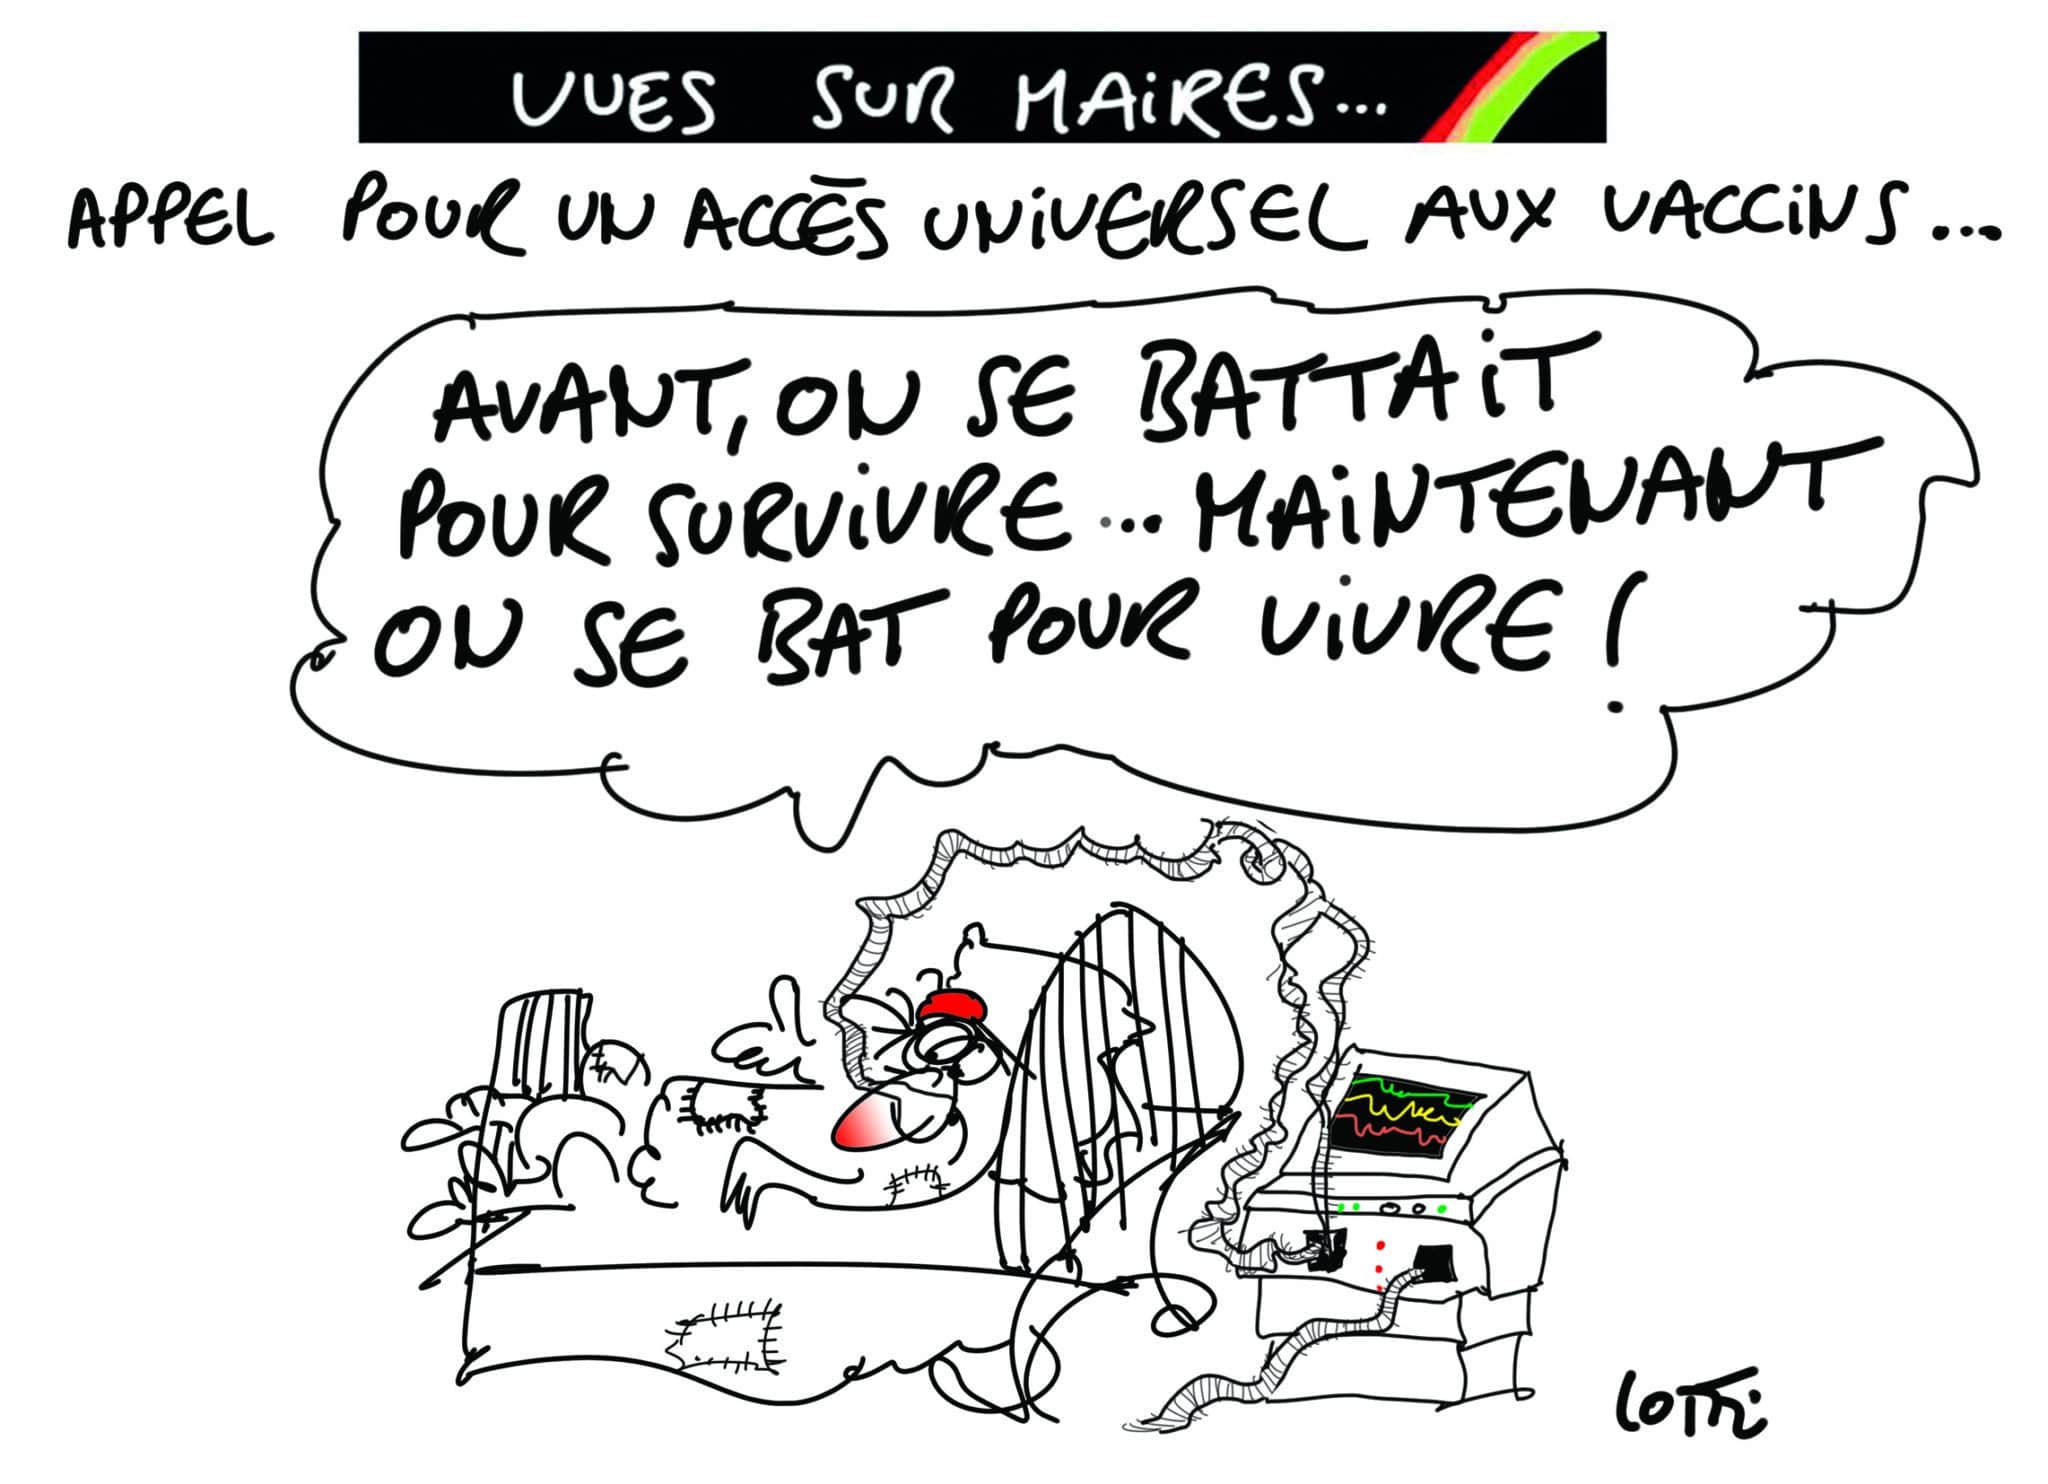 VUES SUR MAiRES...
APPEL POUR UN ACCÈS UNiVERSEL AUX VACCiNS...
AVANT, ON SE BATTAiT
POUR SURViVRE... MAiNTENANT
ON SE BAT POUR ViVRE!
LOTTi